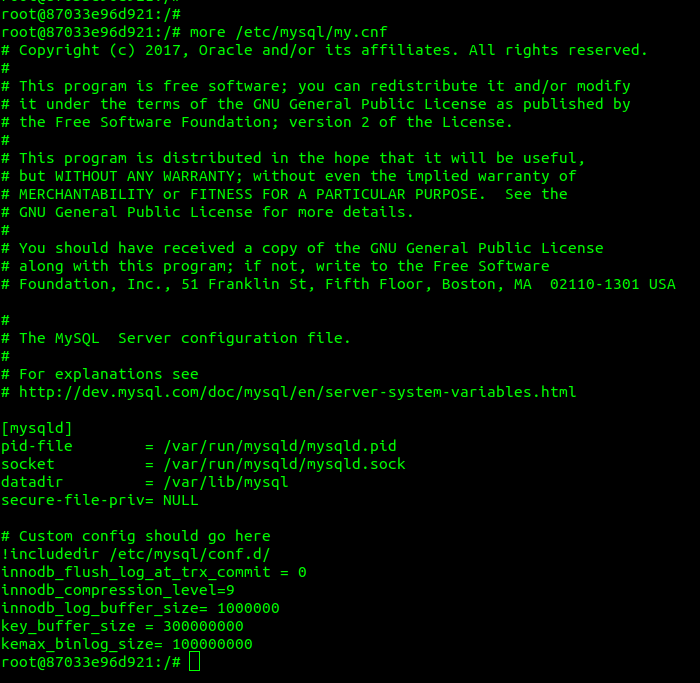 root@87033e96d921:/#
root@87033e96d921:/# more /etc/mysql/my.cnf
# Copyright (c) 2017, Oracle and/or its affiliates. All rights reserved.
#
# This program is free software; you can redistribute it and/or modify
# it under the terms of the GNU General Public License as published by
# the Free Software Foundation; version 2 of the License.
#
# This program is distributed in the hope that it will be useful,
# but WITHOUT ANY WARRANTY; without even the implied warranty of
# MERCHANTABILITY or FITNESS FOR A PARTICULAR PURPOSE.  See the
# GNU General Public License for more details.
#
# You should have received a copy of the GNU General Public License
# along with this program; if not, write to the Free Software
# Foundation, Inc., 51 Franklin St, Fifth Floor, Boston, MA  02110-1301 USA

#
# The MySQL  Server configuration file.
#
# For explanations see
# http://dev.mysql.com/doc/mysql/en/server-system-variables.html

[mysqld]
pid-file        = /var/run/mysqld/mysqld.pid
socket          = /var/run/mysqld/mysqld.sock
datadir         = /var/lib/mysql
secure-file-priv= NULL

# Custom config should go here
!includedir /etc/mysql/conf.d/
innodb_flush_log_at_trx_commit = 0
innodb_compression_level=9
innodb_log_buffer_size= 1000000
key_buffer_size = 300000000
kemax_binlog_size= 100000000
root@87033e96d921:/#